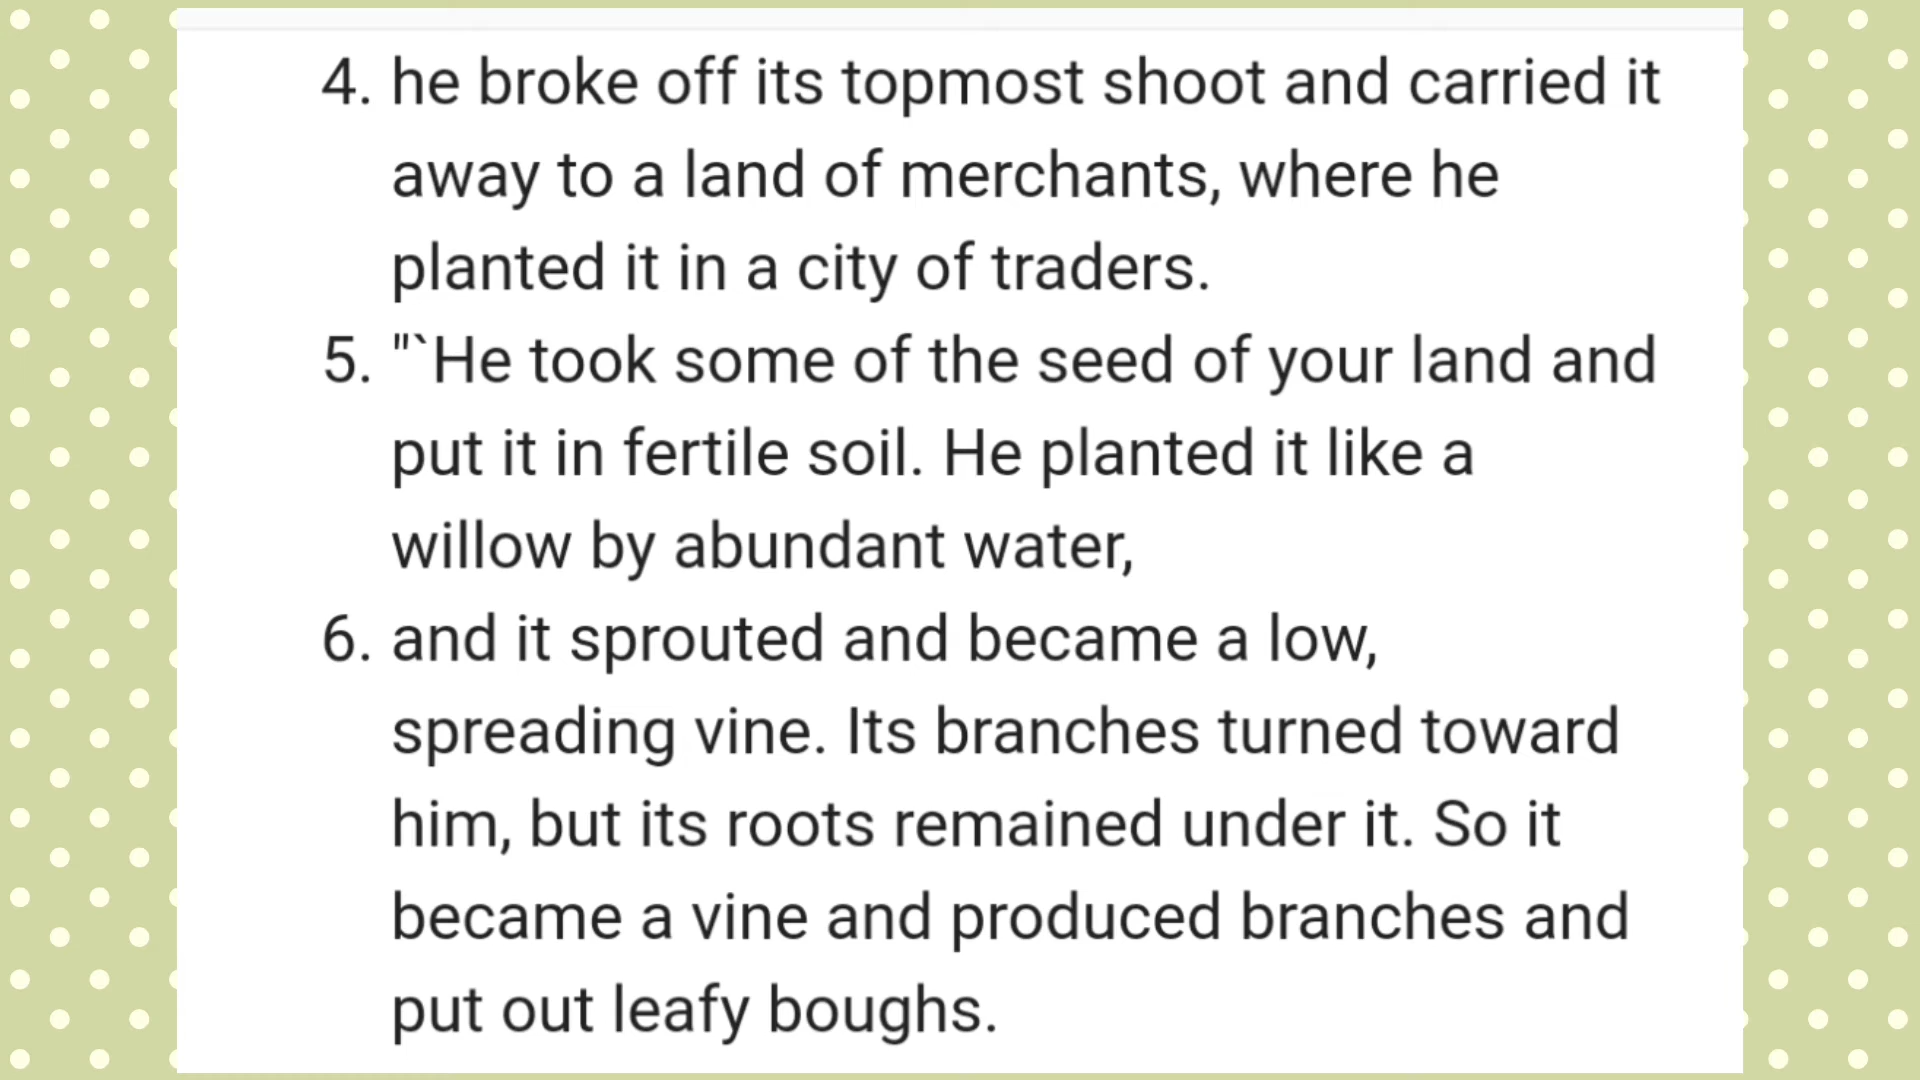 4. he broke off its topmost shoot and carried it
away to a land of merchants, where he
planted it in a city of traders.
5. "`He took some of the seed of your land and
put it in fertile soil. He planted it like a
willow by abundant water,
6. and it sprouted and became a low,
spreading vine. Its branches turned toward
him, but its roots remained under it. So it
became a vine and produced branches and
put out leafy boughs.